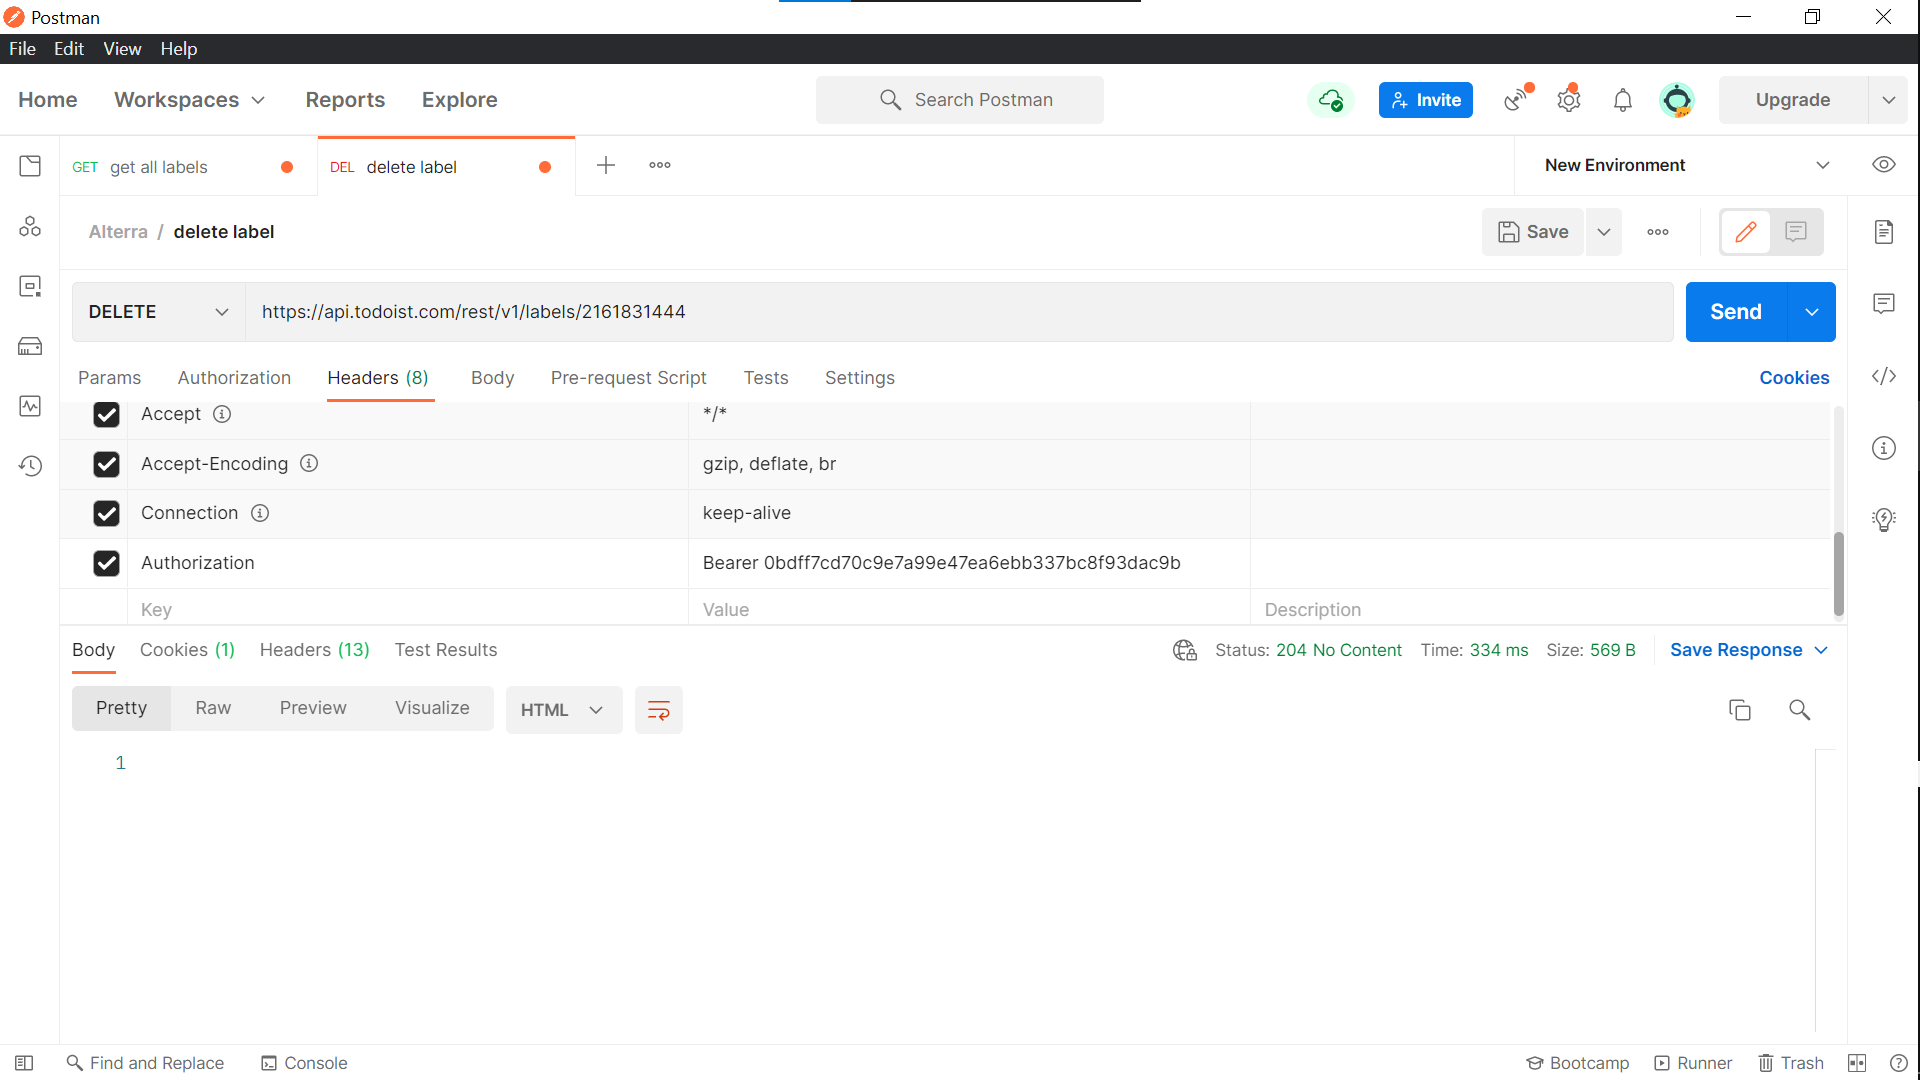 Postman
File Edit View Help
Home Workspaces Reports Explore Search Postman Invite Upgrade
GET get all labels DEL delete label New Environment
Alterra / delete label Save
DELETE https://api.todoist.com/rest/v1/labels/2161831444 Send
Params Authorization Headers (8) Body Pre-request Script Tests Settings Cookies
Accept */*
Accept-Encoding gzip, deflate, br
Connection keep-alive
Authorization Bearer 0bdff7cd70c9e7a99e47ea6ebb337bc8f93dac9b
Key Value Description
Body Cookies (1) Headers (13) Test Results Status: 204 No Content Time: 334 ms Size: 569 B Save Response
Pretty Raw Preview Visualize HTML
1
Find and Replace Console Bootcamp Runner Trash